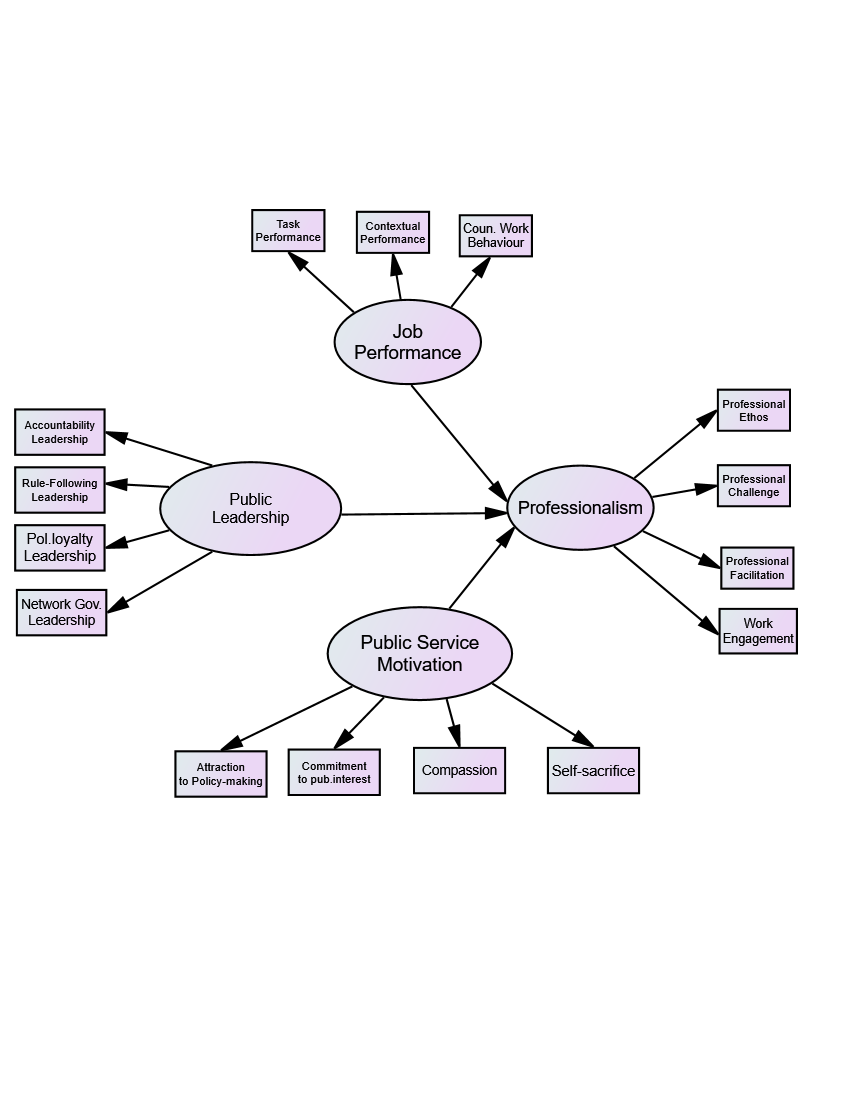 Task
Performance
Contextual
Performance
Coun. Work
Behaviour
Job
Performance
Accountability
Leadership
Rule-Following
Leadership
Pol.loyalty
Leadership
Network Gov.
Leadership
Public
Leadership
Professionalism
Professional
Ethos
Professional
Challenge
Professional
Facilitation
Work
Engagement
Public Service
Motivation
Attraction
to Policy-making
Commitment
to pub.interest
Compassion
Self-sacrifice